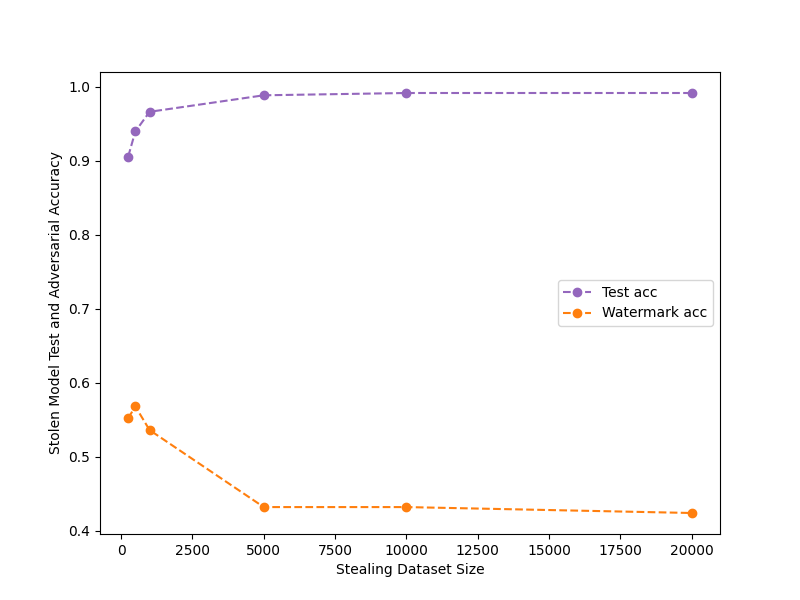 Stolen Model Test and Adversarial Accuracy
1.0
0.9
0.8
0.7
0.6
0.5
0.4
Test acc
Watermark acc
0 2500 5000 7500 10000 12500 15000 17500 20000
Stealing Dataset Size